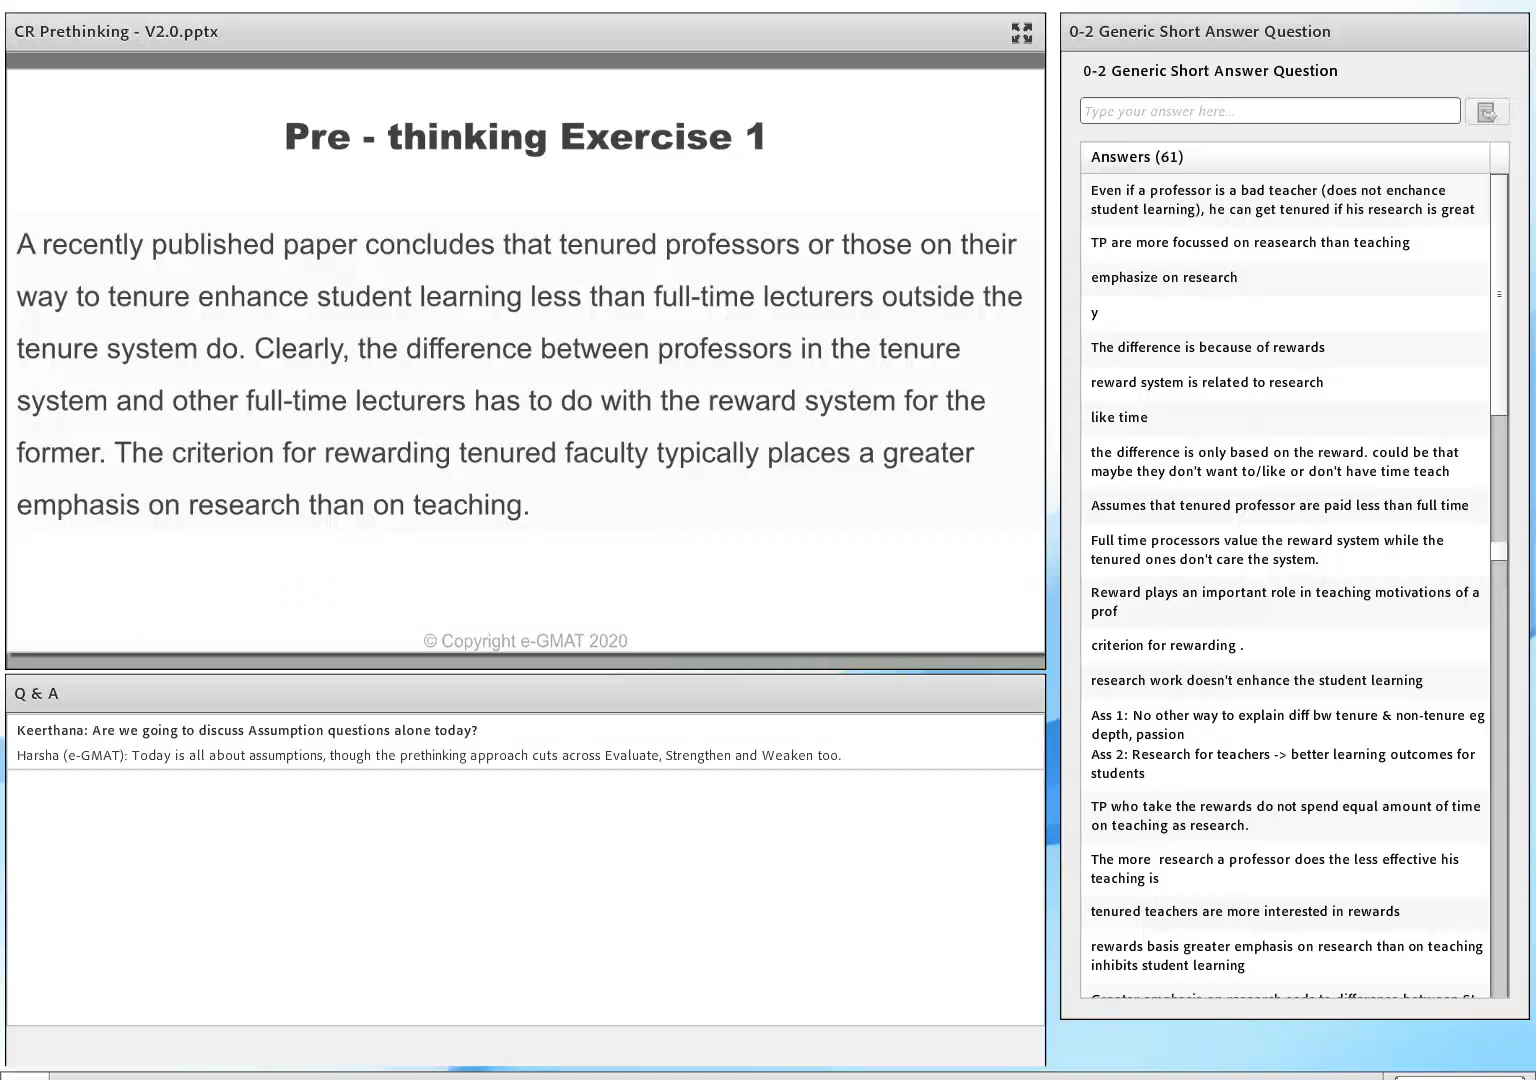 CR Prethinking - V2.0.pptx
Pre - thinking Exercise 1
A recently published paper concludes that tenured professors or those on their
way to tenure enhance student learning less than full-time lecturers outside the
tenure system do. Clearly, the difference between professors in the tenure
system and other full-time lecturers has to do with the reward system for the
former. The criterion for rewarding tenured faculty typically places a greater
emphasis on research than on teaching.
© Copyright e-GMAT 2020
Q & A
Keerthana: Are we going to discuss Assumption questions alone today?
Harsha (e-GMAT): Today is all about assumptions, though the prethinking approach cuts across Evaluate, Strengthen and Weaken too.
0-2 Generic Short Answer Question
0-2 Generic Short Answer Question
Type your answer here...
Answers (61)
Even if a professor is a bad teacher (does not enchance
student learning), he can get tenured if his research is great
TP are more focussed on reasearch than teaching
emphasize on research
y
The difference is because of rewards
reward system is related to research
like time
the difference is only based on the reward. could be that
maybe they don't want to/like or don't have time teach
Assumes that tenured professor are paid less than full time
Full time processors value the reward system while the
tenured ones don't care the system.
Reward plays an important role in teaching motivations of a
prof
criterion for rewarding .
research work doesn't enhance the student learning
Ass 1: No other way to explain diff bw tenure & non-tenure eg
depth, passion
Ass 2: Research for teachers -> better learning outcomes for
students
TP who take the rewards do not spend equal amount of time
on teaching as research.
The more  research a professor does the less effective his
teaching is
tenured teachers are more interested in rewards
rewards basis greater emphasis on research than on teaching
inhibits student learning